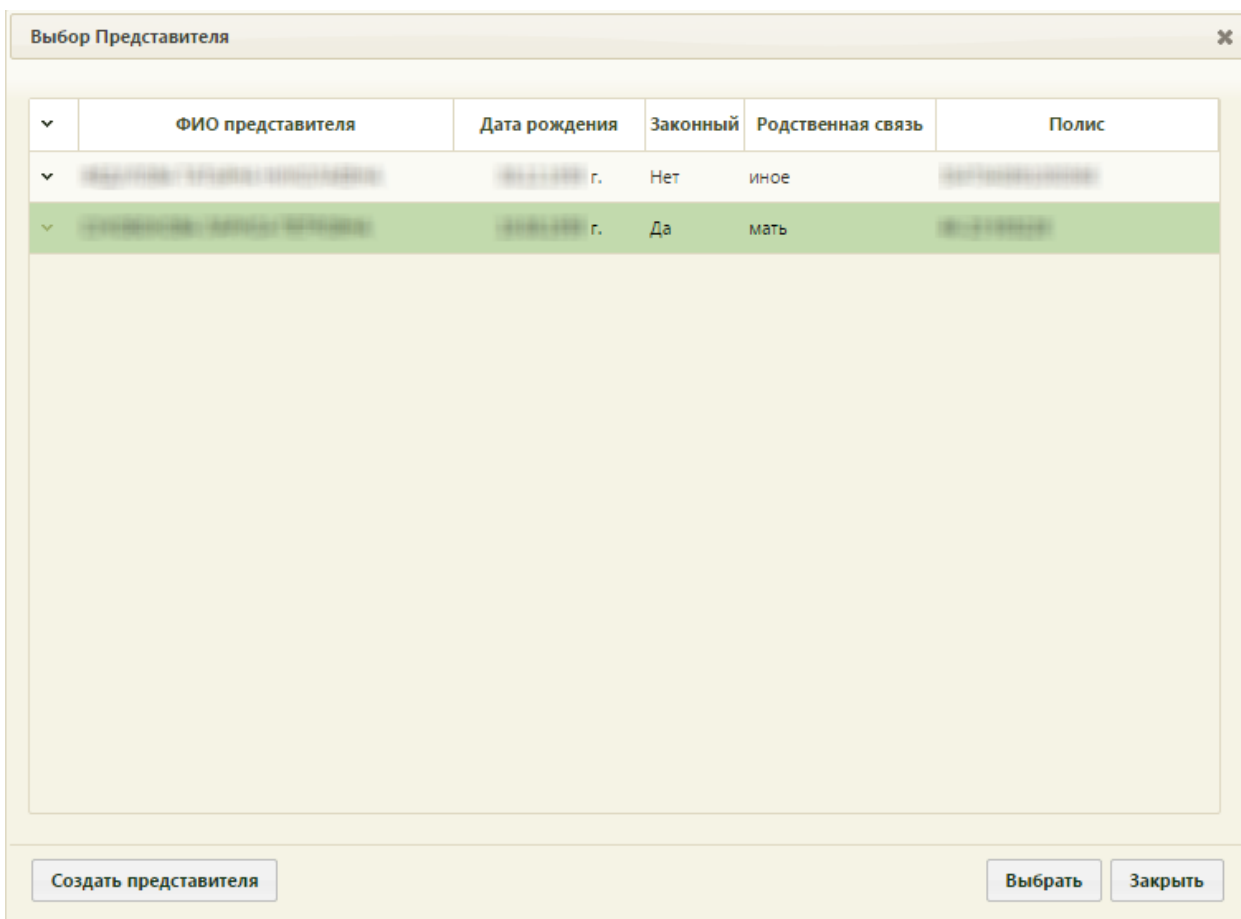 Выбор Представителя
ФИО представителя Дата рождения Законный Родственная связь Полис
г. Нет иное
г. Да мать
Создать представителя Выбрать Закрыть